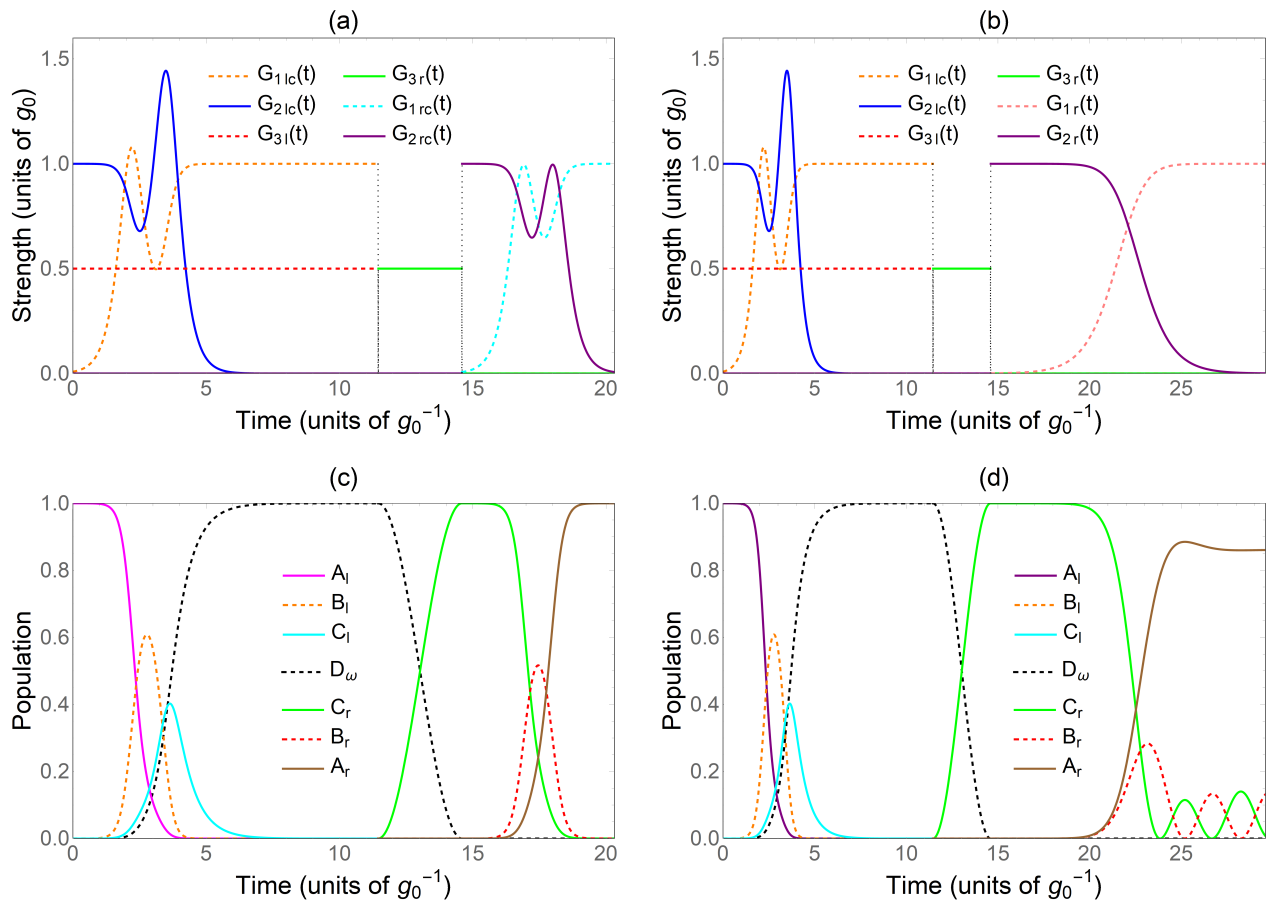 (a)
Strength (units of g₀)
1.5
1.0
0.5
0.0
G₁ lc(t)
G₂ lc(t)
G₃ l(t)
G₃ r(t)
G₁ rc(t)
G₂ rc(t)
0 5 10 15 20
Time (units of g₀⁻¹)
(b)
Strength (units of g₀)
1.5
1.0
0.5
0.0
G₁ lc(t)
G₂ lc(t)
G₃ l(t)
G₃ r(t)
G₁ r(t)
G₂ r(t)
0 5 10 15 20 25
Time (units of g₀⁻¹)
(c)
Population
1.0
0.8
0.6
0.4
0.2
0.0
Aₗ
Bₗ
Cₗ
D_ω
Cᵣ
Bᵣ
Aᵣ
0 5 10 15 20
Time (units of g₀⁻¹)
(d)
Population
1.0
0.8
0.6
0.4
0.2
0.0
Aₗ
Bₗ
Cₗ
D_ω
Cᵣ
Bᵣ
Aᵣ
0 5 10 15 20 25
Time (units of g₀⁻¹)